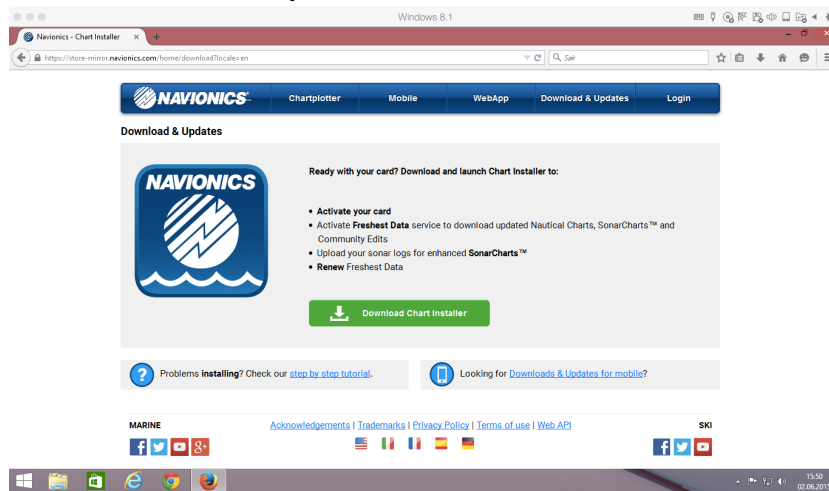 Windows 8.1
Navionics - Chart Installer
https://store-mirror.navionics.com/home/download?locale=en
Søk
NAVIONICS
Chartplotter Mobile WebApp Download & Updates Login
Download & Updates
NAVIONICS
Ready with your card? Download and launch Chart Installer to:
• Activate your card
• Activate Freshest Data service to download updated Nautical Charts, SonarCharts™ and
Community Edits
• Upload your sonar logs for enhanced SonarCharts™
• Renew Freshest Data
Download Chart Installer
? Problems installing? Check our step by step tutorial.
Looking for Downloads & Updates for mobile?
MARINE
Acknowledgements | Trademarks | Privacy Policy | Terms of use | Web API
SKI
15:50
02.06.2015